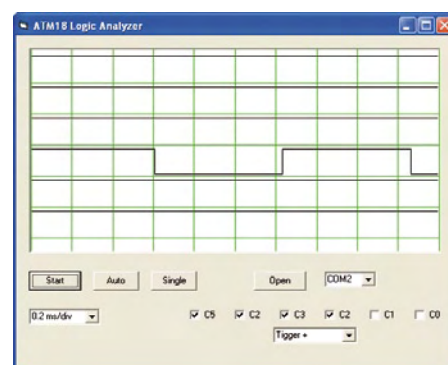 ATM18 Logic Analyzer
Start Auto Single Open COM2
0.2 ms/div C5 C2 C3 C2 C1 C0
Tigger +